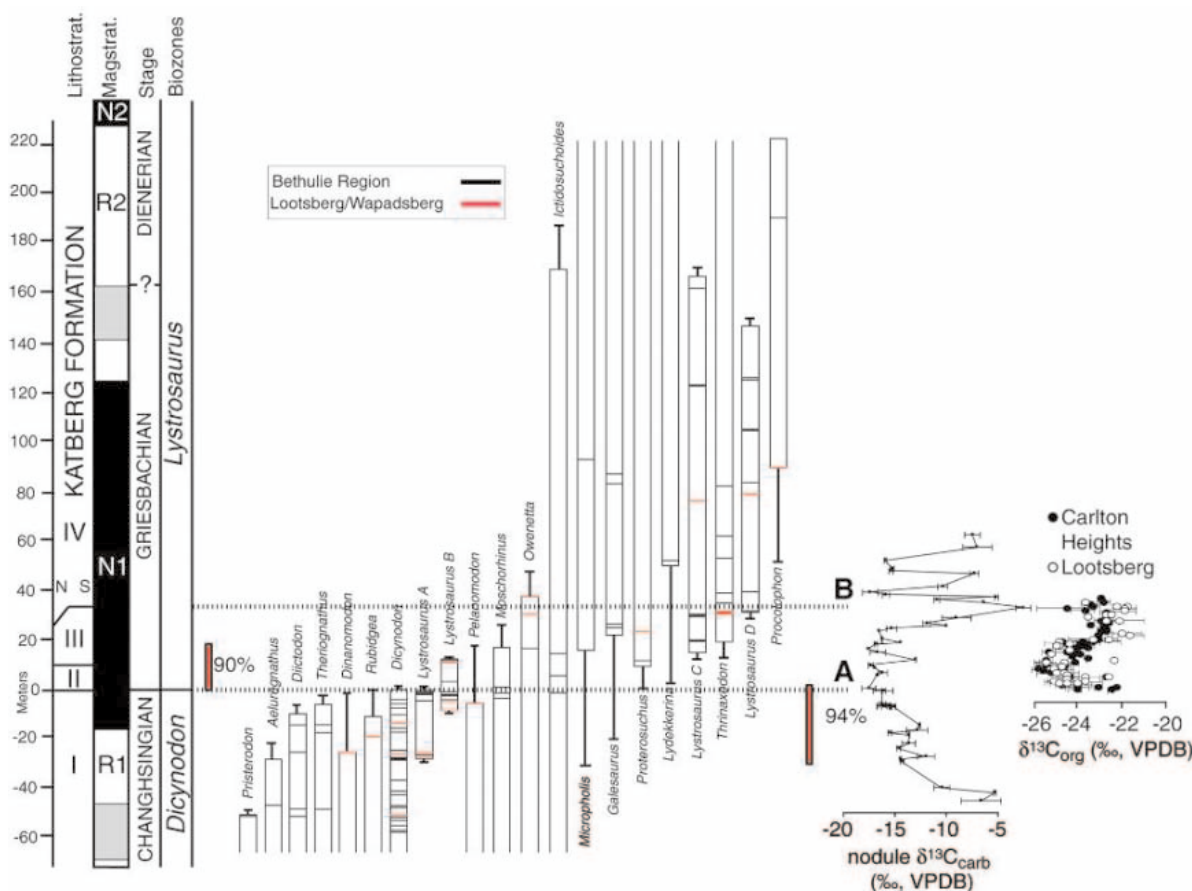 Lithostrat.
Magstrat.
Stage
Biozones
220
200
180
160
140
120
100
80
60
40
20
0
-20
-40
-60
Meters
KATBERG FORMATION
IV
N S
III
II
I
N2
R2
N1
R1
DIENERIAN
?
GRIESBACHIAN
CHANGHSINGIAN
Lystrosaurus
Dicynodon
Bethulie Region
Lootsberg/Wapadsberg
90%
Pristerodon
Aelurognathus
Diictodon
Theriognathus
Dinanomodon
Rubidgea
Dicynodon
Lystrosaurus A
Lystrosaurus B
Pelanomodon
Moschorhinus
Owenetta
Ictidosuchoides
Micropholis
Galesaurus
Proterosuchus
Lydekkerina
Lystrosaurus C
Thrinaxodon
Lystrosaurus D
Procolophon
94%
B
A
-20 -15 -10 -5
nodule δ¹³Ccarb
(‰, VPDB)
Carlton
Heights
Lootsberg
-26 -24 -22 -20
δ¹³Corg (‰, VPDB)